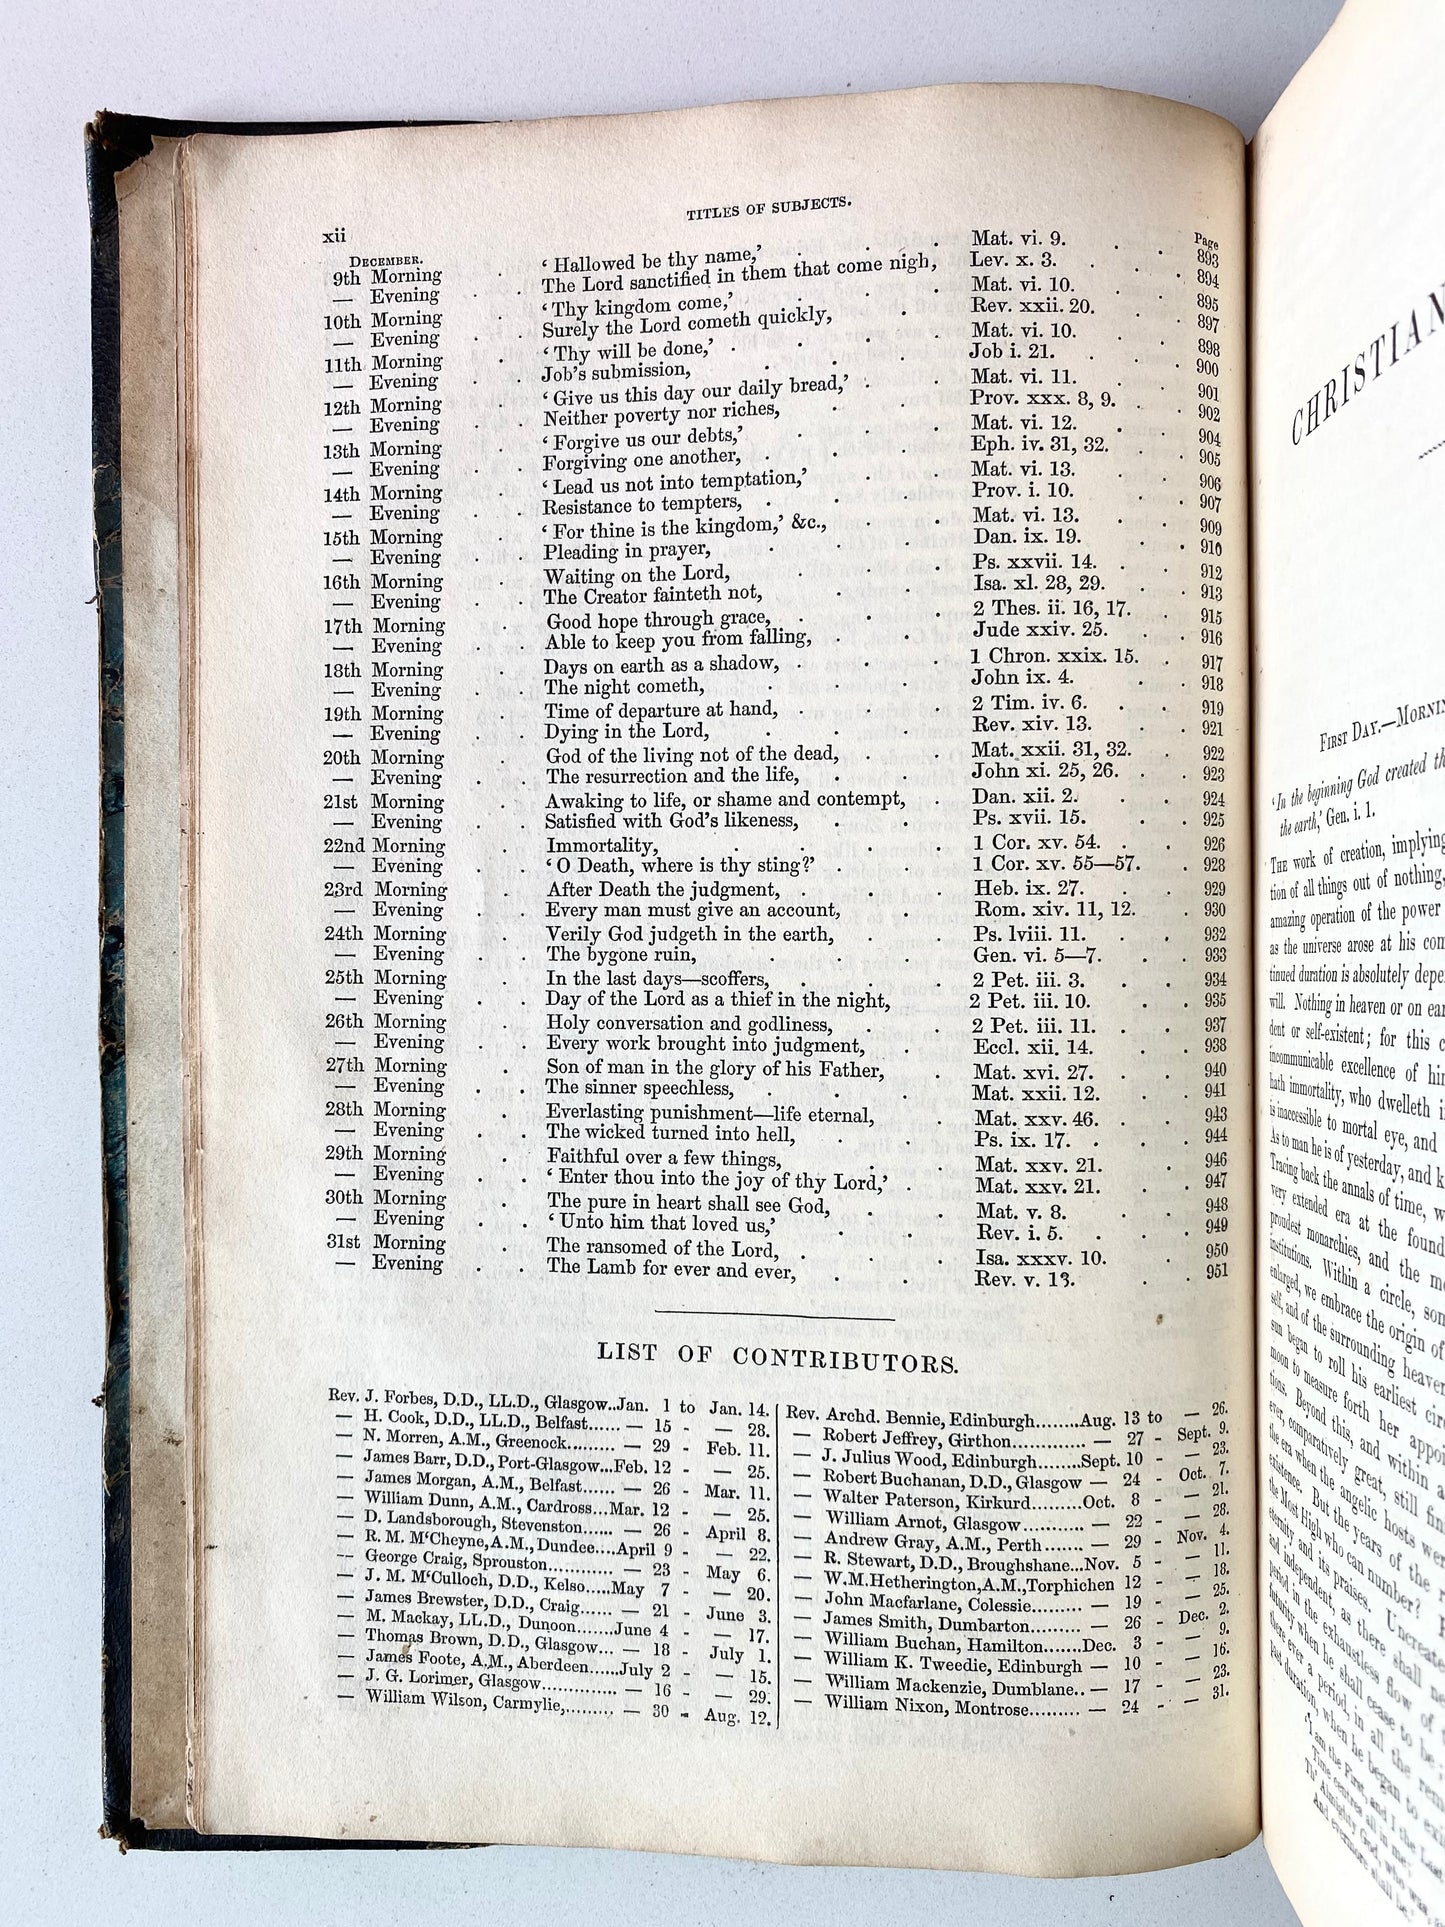 TITLES OF SUBJECTS.
xii
DECEMBER. Page
9th Morning . ‘Hallowed be thy name,’ . . . Mat. vi. 9. . . 893
— Evening . . The Lord sanctified in them that come nigh, Lev. x. 3. . . 894
10th Morning . ‘Thy kingdom come,’ . . . Mat. vi. 10. . . 895
— Evening . . Surely the Lord cometh quickly, . Rev. xxii. 20. . . 897
11th Morning . ‘Thy will be done,’ . . . . Mat. vi. 10. . . 898
— Evening . . Job's submission, . . . Job i. 21. . . 900
12th Morning . ‘Give us this day our daily bread,’ . . Mat. vi. 11. . . 901
— Evening . . Neither poverty nor riches, . . Prov. xxx. 8, 9. . . 902
13th Morning . ‘Forgive us our debts,’ . . . Mat. vi. 12. . . 904
— Evening . . Forgiving one another, . . . Eph. iv. 31, 32. . . 905
14th Morning . ‘Lead us not into temptation,’ . . Mat. vi. 13. . . 906
— Evening . . Resistance to tempters, . . . Prov. i. 10. . . 907
15th Morning . ‘For thine is the kingdom,’ &c., . . Mat. vi. 13. . . 909
— Evening . . Pleading in prayer, . . . Dan. ix. 19. . . 910
16th Morning . Waiting on the Lord, . . . Ps. xxvii. 14. . . 912
— Evening . . The Creator fainteth not, . . Isa. xl. 28, 29. . . 913
17th Morning . Good hope through grace, . . . 2 Thes. ii. 16, 17. . 915
— Evening . . Able to keep you from falling, . . Jude xxiv. 25. . . 916
18th Morning . Days on earth as a shadow, . . . 1 Chron. xxix. 15. . 917
— Evening . . The night cometh, . . . John ix. 4. . . 918
19th Morning . Time of departure at hand, . . . 2 Tim. iv. 6. . . 919
— Evening . . Dying in the Lord, . . . Rev. xiv. 13. . . 921
20th Morning . God of the living not of the dead, . . Mat. xxii. 31, 32. . 922
— Evening . . The resurrection and the life, . . John xi. 25, 26. . . 923
21st Morning . Awaking to life, or shame and contempt, . Dan. xii. 2. . . 924
— Evening . . Satisfied with God's likeness, . . Ps. xvii. 15. . . 925
22nd Morning . Immortality, . . . 1 Cor. xv. 54. . . 926
— Evening . . ‘O Death, where is thy sting?’ . . 1 Cor. xv. 55—57. . 928
23rd Morning . After Death the judgment, . . . Heb. ix. 27. . . 929
— Evening . . Every man must give an account, . Rom. xiv. 11, 12. . 930
24th Morning . Verily God judgeth in the earth, . . Ps. lviii. 11. . . 932
— Evening . . The bygone ruin, . . . Gen. vi. 5—7. . . 933
25th Morning . In the last days—scoffers, . . . 2 Pet. iii. 3. . . 934
— Evening . . Day of the Lord as a thief in the night, . 2 Pet. iii. 10. . . 935
26th Morning . Holy conversation and godliness, . . 2 Pet. iii. 11. . . 937
— Evening . . Every work brought into judgment, . Eccl. xii. 14. . . 938
27th Morning . Son of man in the glory of his Father, . Mat. xvi. 27. . . 940
— Evening . . The sinner speechless, . . . Mat. xxii. 12. . . 941
28th Morning . Everlasting punishment—life eternal, . Mat. xxv. 46. . . 943
— Evening . . The wicked turned into hell, . . Ps. ix. 17. . . 944
29th Morning . Faithful over a few things, . . Mat. xxv. 21. . . 946
— Evening . . ‘Enter thou into the joy of thy Lord,’ . Mat. xxv. 21. . . 947
30th Morning . The pure in heart shall see God, . . Mat. v. 8. . . 948
— Evening . . ‘Unto him that loved us,’ . . Rev. i. 5. . . 949
31st Morning . The ransomed of the Lord, . . . Isa. xxxv. 10. . 950
— Evening . . The Lamb for ever and ever, . . Rev. v. 13. . . 951
LIST OF CONTRIBUTORS.
Rev. J. Forbes, D.D., LL.D., Glasgow..Jan. 1 to Jan. 14.
— H. Cook, D.D., LL.D., Belfast...... — 15 - — 28.
— N. Morren, A.M., Greenock......... — 29 - Feb. 11.
— James Barr, D.D., Port-Glasgow...Feb. 12 - — 25.
— James Morgan, A.M., Belfast...... — 26 - Mar. 11.
— William Dunn, A.M., Cardross...Mar. 12 - — 25.
— D. Landsborough, Stevenston...... — 26 - April 8.
— R. M. M‘Cheyne, A.M., Dundee....April 9 - — 22.
— George Craig, Sprouston............ — 23 - May 6.
— J. M. M‘Culloch, D.D., Kelso.....May 7 - — 20.
— James Brewster, D.D., Craig...... — 21 - June 3.
— M. Mackay, LL.D., Dunoon.......June 4 - — 17.
— Thomas Brown, D.D., Glasgow... — 18 - July 1.
— James Foote, A.M., Aberdeen......July 2 - — 15.
— J. G. Lorimer, Glasgow............... — 16 - — 29.
— William Wilson, Carmylie,......... — 30 - Aug. 12.
Rev. Archd. Bennie, Edinburgh........Aug. 13 to — 26.
— Robert Jeffrey, Girthon............. — 27 - Sept. 9.
— J. Julius Wood, Edinburgh........Sept. 10 - — 23.
— Robert Buchanan, D.D., Glasgow — 24 - Oct. 7.
— Walter Paterson, Kirkurd.........Oct. 8 - — 21.
— William Arnot, Glasgow............ — 22 - — 28.
— Andrew Gray, A.M., Perth......... — 29 - Nov. 4.
— R. Stewart, D.D., Broughshane...Nov. 5 - — 11.
— W.M.Hetherington,A.M.,Torphichen 12 - — 18.
— John Macfarlane, Colessie......... — 19 - — 25.
— James Smith, Dumbarton......... — 26 - Dec. 2.
— William Buchan, Hamilton.......Dec. 3 - — 9.
— William K. Tweedie, Edinburgh — 10 - — 16.
— William Mackenzie, Dumblane.. — 17 - — 23.
— William Nixon, Montrose......... — 24 - — 31.
CHRISTIAN
FIRST DAY.—MORNIN
‘In the beginning God created th
the earth,’ Gen. i. 1.
THE work of creation, implying
tion of all things out of nothing,
amazing operation of the power
as the universe arose at his com
tinued duration is absolutely depe
will. Nothing in heaven or on ear
dent or self-existent; for this c
incommunicable excellence of him
hath immortality, who dwelleth i
is inaccessible to mortal eye, and
As to man he is of yesterday, and k
Tracing back the annals of time, w
very extended era at the found
proudest monarchies, and the mo
institutions. Within a circle, som
enlarged, we embrace the origin of
self, and of the surrounding heaven
sun began to roll his earliest circ
moon to measure forth her appoi
tions. Beyond this, and within a
ever, comparatively great, still fin
the era when the angelic hosts wer
existence. But the years of the
the Most High who can number?
eternity and its praises. Uncreate
and independent, as there shall ne
period in the exhaustless flow of
futurity when he shall cease to be;
there ever a period, in all the rem
past duration, when he began to exi
‘I am the First, and I the Last,
Time centres all in me;
Th’ Almighty God, who was,
And evermore shall be.’